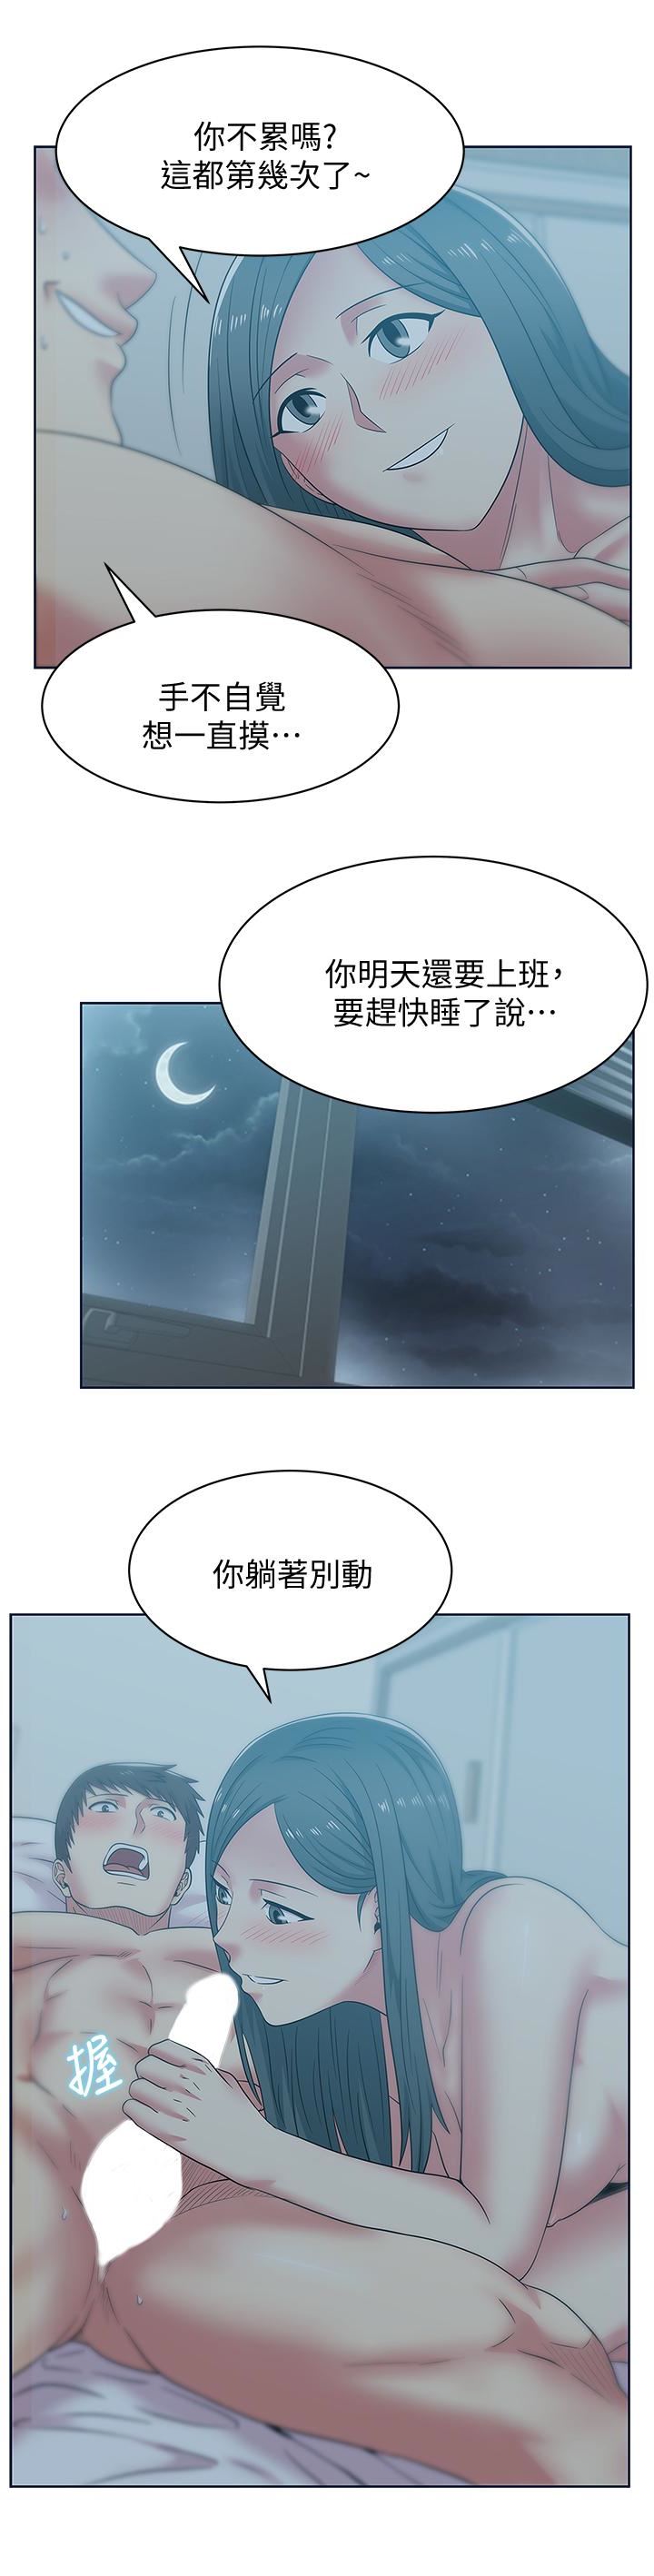 你不累嗎?
這都第幾次了~
手不自覺
想一直摸⋯
你明天還要上班,
要趕快睡了說⋯
你躺著別動
握